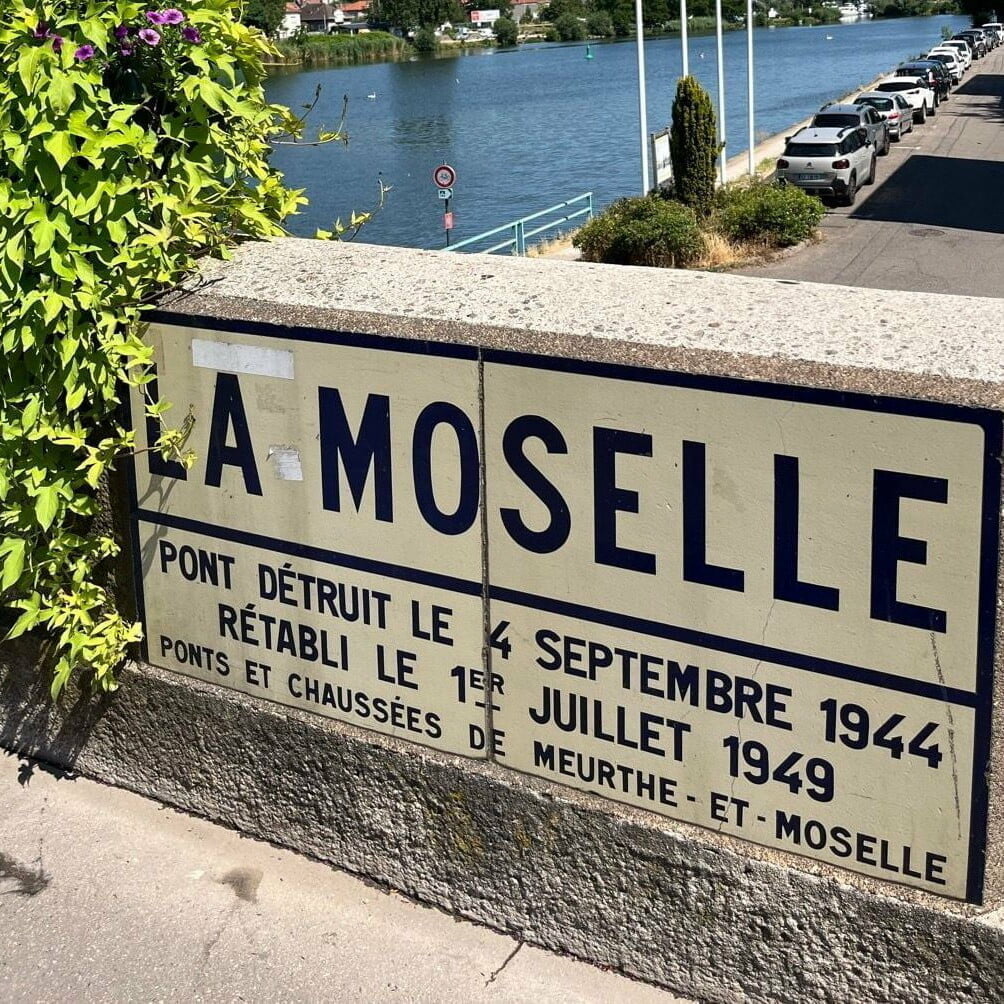 LA MOSELLE
PONT DÉTRUIT LE 4 SEPTEMBRE 1944
RÉTABLI LE 1ER JUILLET 1949
PONTS ET CHAUSSÉES DE MEURTHE-ET-MOSELLE